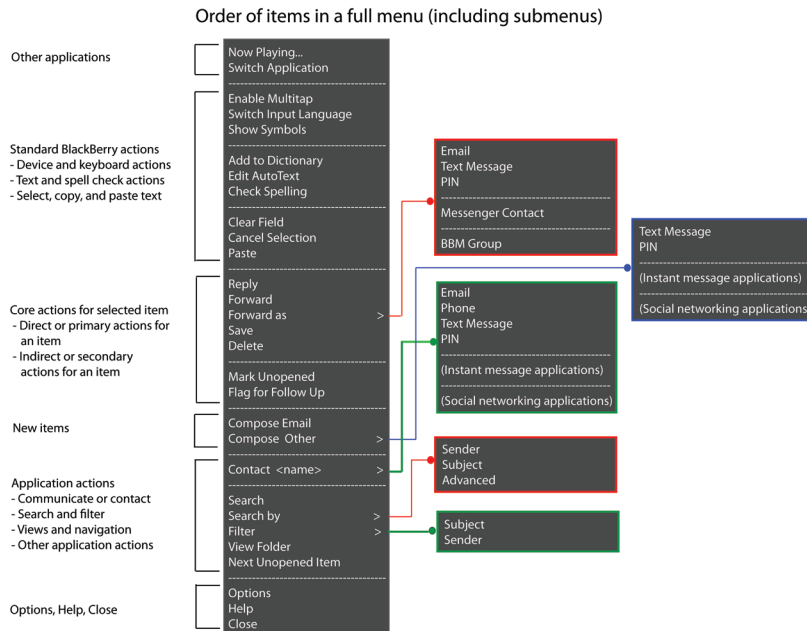 Order of items in a full menu (including submenus)
Other applications
Standard BlackBerry actions
- Device and keyboard actions
- Text and spell check actions
- Select, copy, and paste text
Core actions for selected item
- Direct or primary actions for
an item
- Indirect or secondary
actions for an item
New items
Application actions
- Communicate or contact
- Search and filter
- Views and navigation
- Other application actions
Options, Help, Close
Now Playing...
Switch Application
Enable Multitap
Switch Input Language
Show Symbols
Add to Dictionary
Edit AutoText
Check Spelling
Clear Field
Cancel Selection
Paste
Reply
Forward
Forward as >
Save
Delete
Mark Unopened
Flag for Follow Up
Compose Email
Compose Other >
Contact <name> >
Search
Search by >
Filter >
View Folder
Next Unopened Item
Options
Help
Close
Email
Text Message
PIN
Messenger Contact
BBM Group
Text Message
PIN
(Instant message applications)
(Social networking applications
Email
Phone
Text Message
PIN
(Instant message applications)
(Social networking applications)
Sender
Subject
Advanced
Subject
Sender